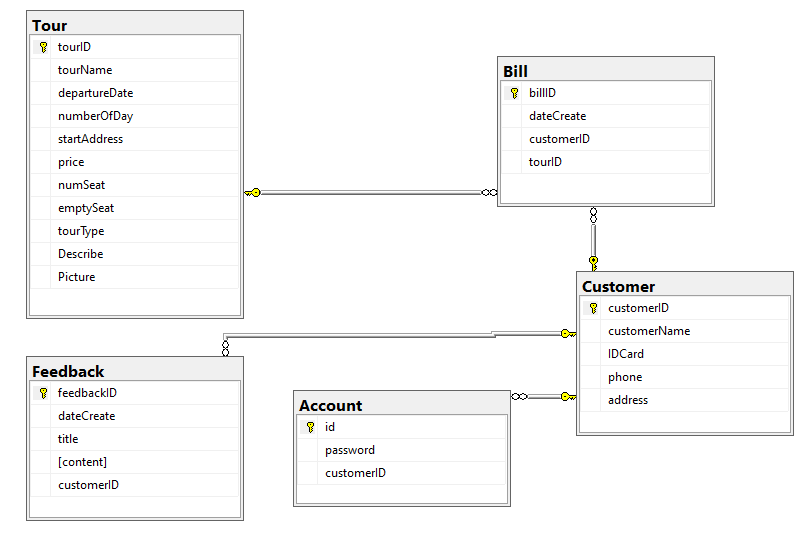 Tour
tourID
tourName
departureDate
numberOfDay
startAddress
price
numSeat
emptySeat
tourType
Describe
Picture
Bill
billID
dateCreate
customerID
tourID
Customer
customerID
customerName
IDCard
phone
address
Feedback
feedbackID
dateCreate
title
[content]
customerID
Account
id
password
customerID